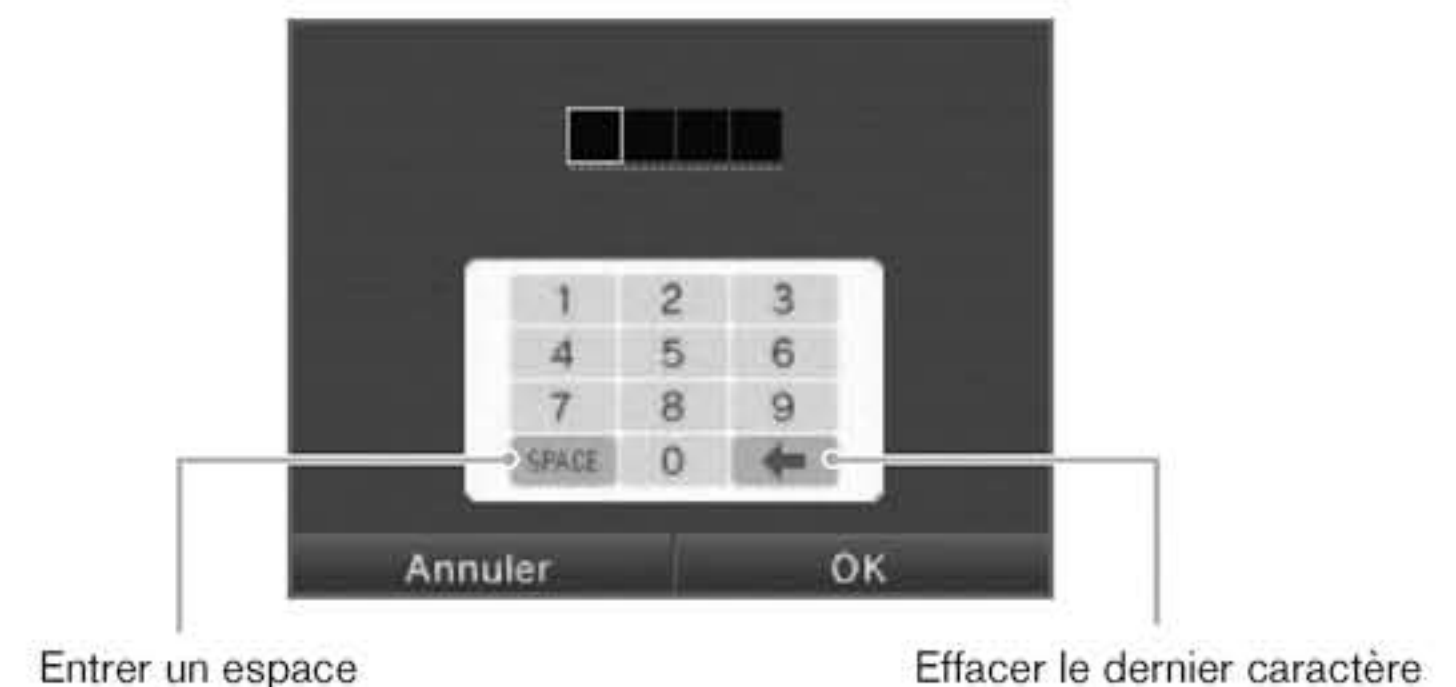 1 2 3
4 5 6
7 8 9
SPACE 0
Annuler OK
Entrer un espace Effacer le dernier caractère